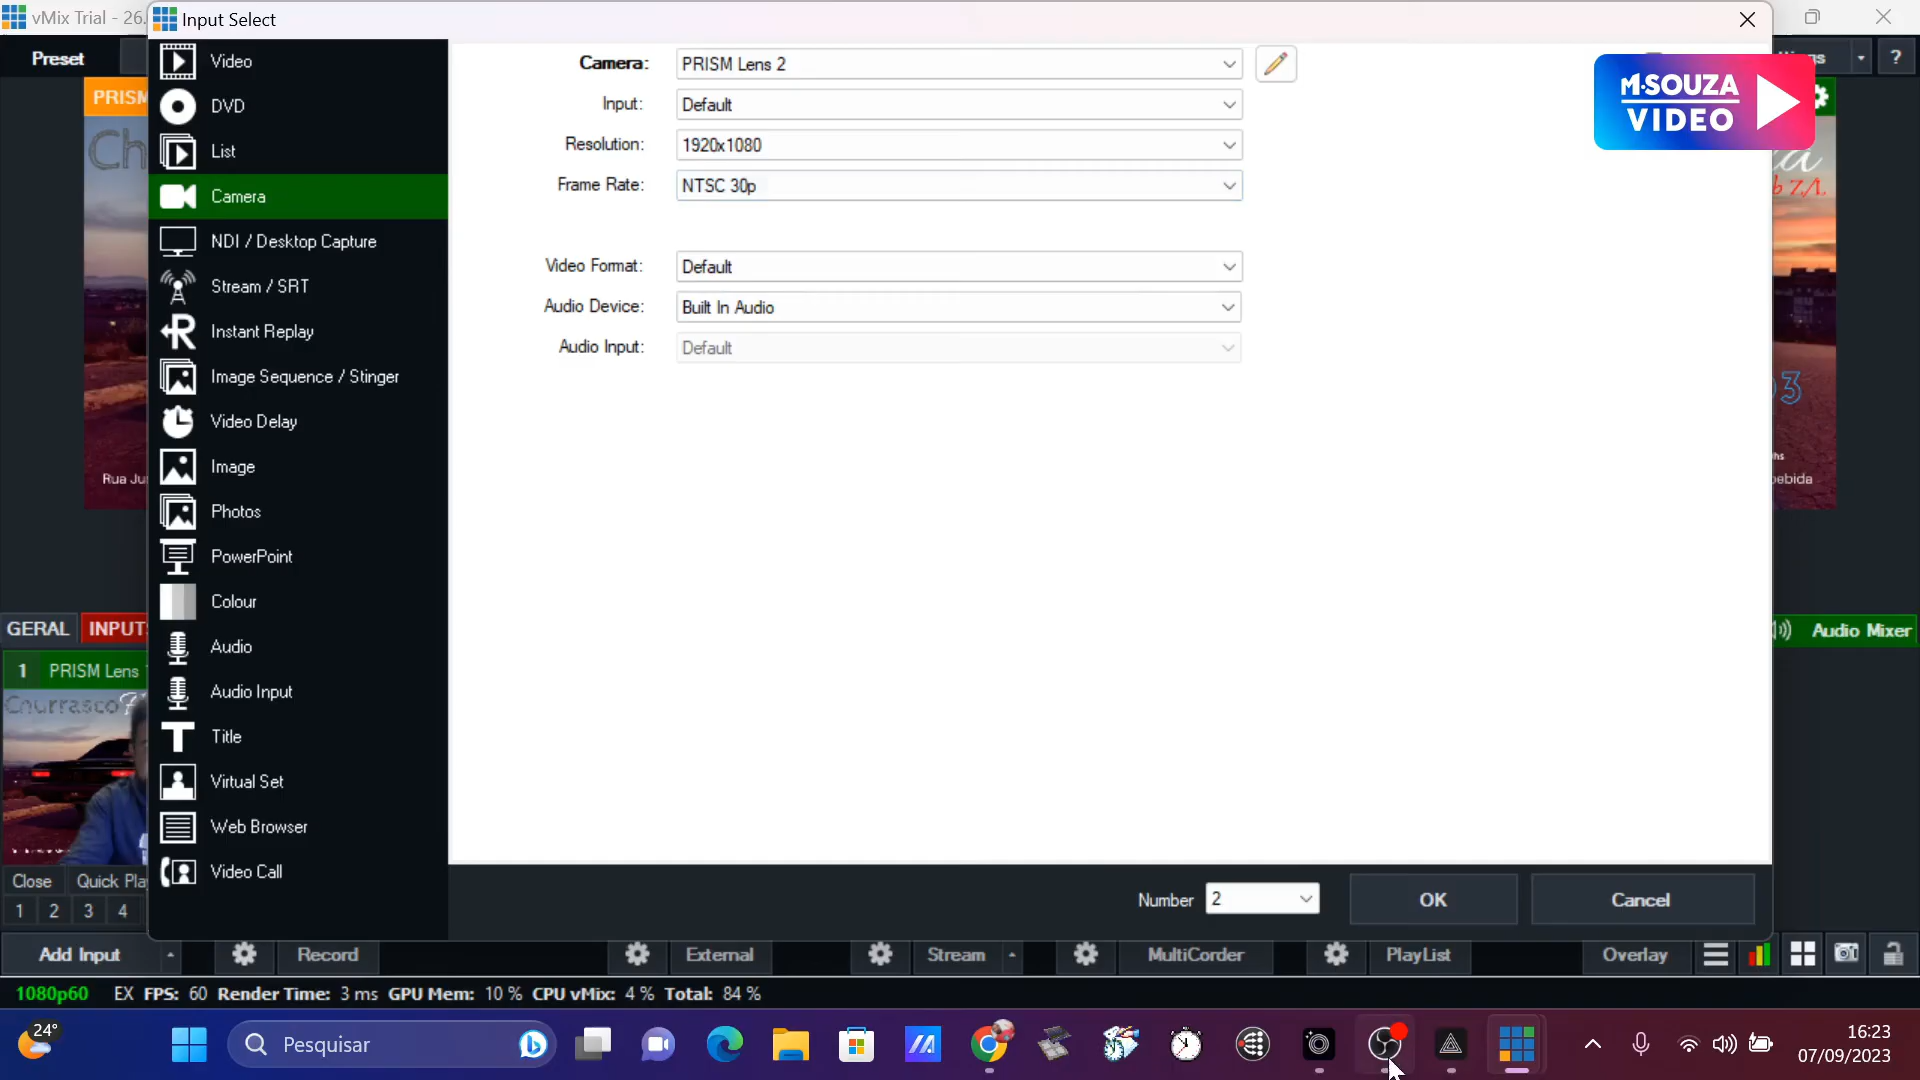 vMix Trial - 26.
Input Select
Preset
?
PRISM
Ch
Rua Ju
Video
DVD
List
Camera
NDI / Desktop Capture
Stream / SRT
Instant Replay
Image Sequence / Stinger
Video Delay
Image
Photos
PowerPoint
Colour
Audio
Audio Input
Title
Virtual Set
Web Browser
Video Call
Camera: PRISM Lens 2
Input: Default
Resolution: 1920x1080
Frame Rate: NTSC 30p
Video Format: Default
Audio Device: Built In Audio
Audio Input: Default
M·SOUZA
VIDEO
hs
bebida
GERAL INPUT
Audio Mixer
1 PRISM Lens
Churrasco
Close Quick Play
1 2 3 4
Number 2 OK Cancel
Add Input Record External Stream MultiCorder PlayList Overlay
1080p60 EX FPS: 60 Render Time: 3 ms GPU Mem: 10 % CPU vMix: 4 % Total: 84 %
24°
Pesquisar
16:23
07/09/2023